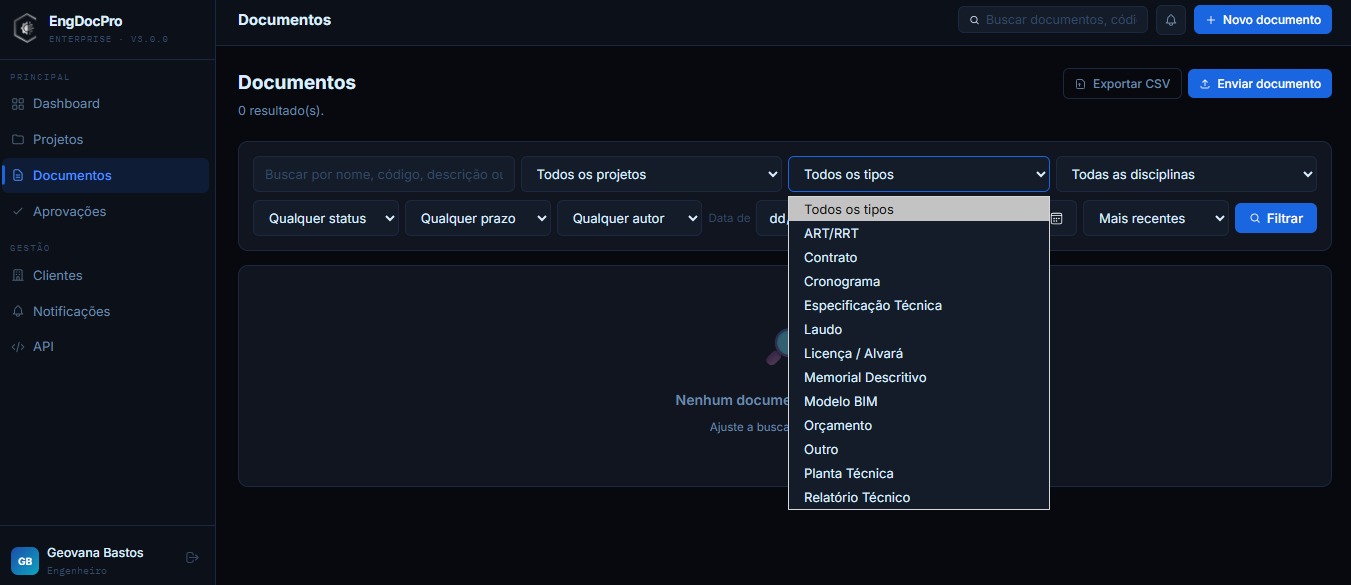 EngDocPro
ENTERPRISE · V3.0.0
PRINCIPAL
Dashboard
Projetos
Documentos
Aprovações
GESTÃO
Clientes
Notificações
API
GB
Geovana Bastos
Engenheiro
Documentos
Buscar documentos, códi
+ Novo documento
Documentos
0 resultado(s).
Exportar CSV
Enviar documento
Buscar por nome, código, descrição ou
Todos os projetos
Todos os tipos
Todas as disciplinas
Qualquer status
Qualquer prazo
Qualquer autor
Data de
dd
Mais recentes
Filtrar
Todos os tipos
ART/RRT
Contrato
Cronograma
Especificação Técnica
Laudo
Licença / Alvará
Memorial Descritivo
Modelo BIM
Orçamento
Outro
Planta Técnica
Relatório Técnico
Nenhum docume
Ajuste a busca